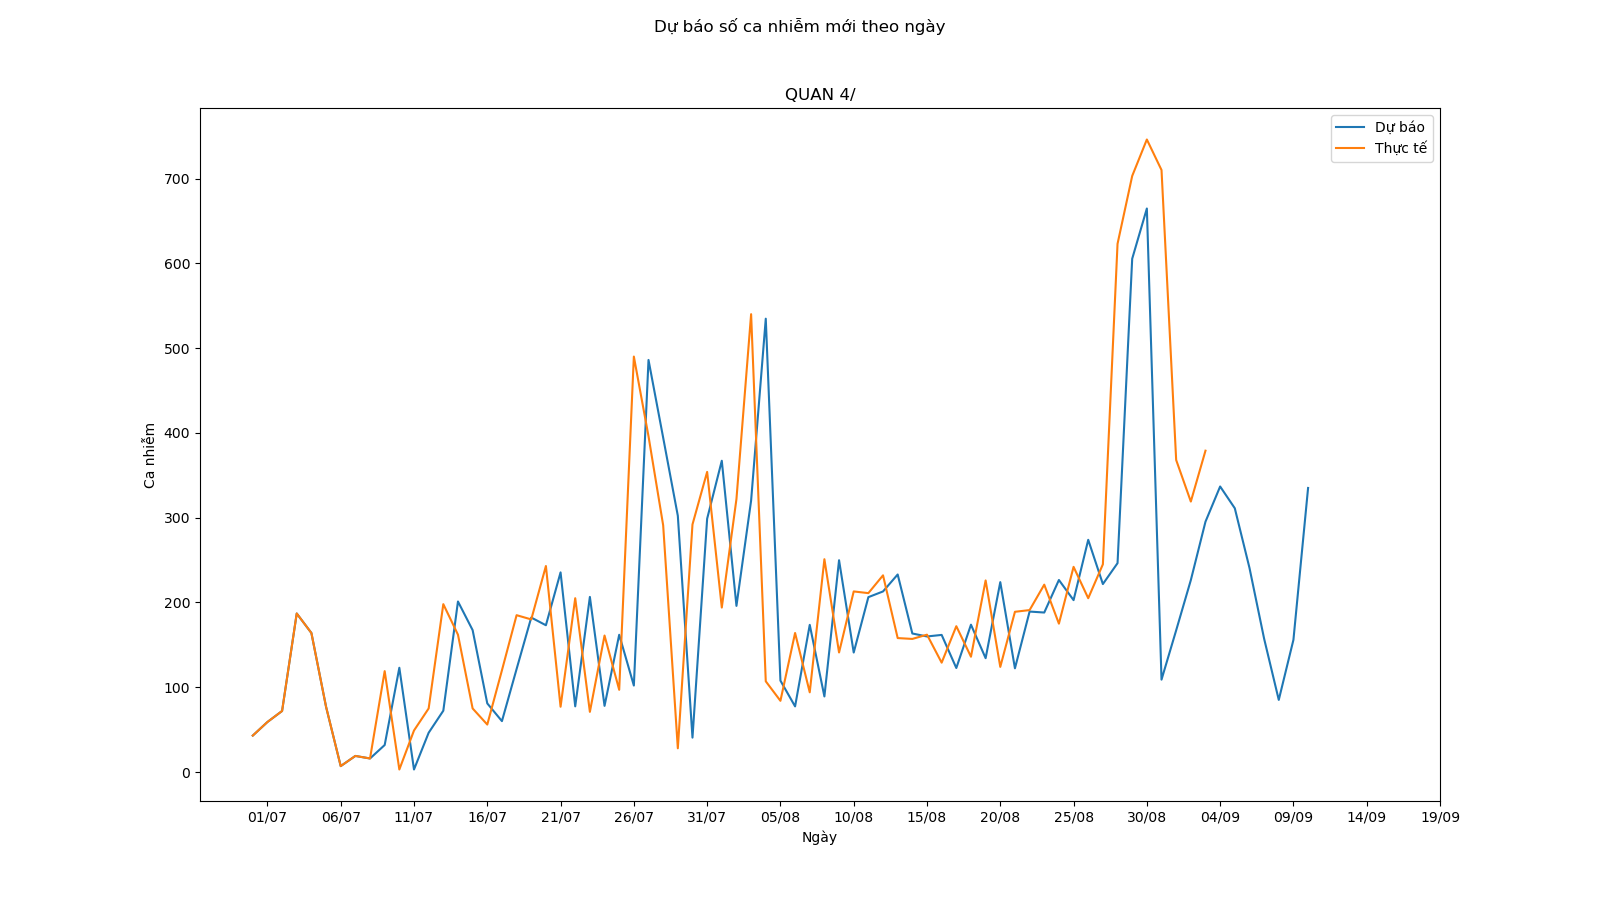 Dự báo số ca nhiễm mới theo ngày
QUAN 4/
Dự báo
Thực tế
700
600
500
400
300
200
100
0
Ca nhiễm
01/07 06/07 11/07 16/07 21/07 26/07 31/07 05/08 10/08 15/08 20/08 25/08 30/08 04/09 09/09 14/09 19/09
Ngày